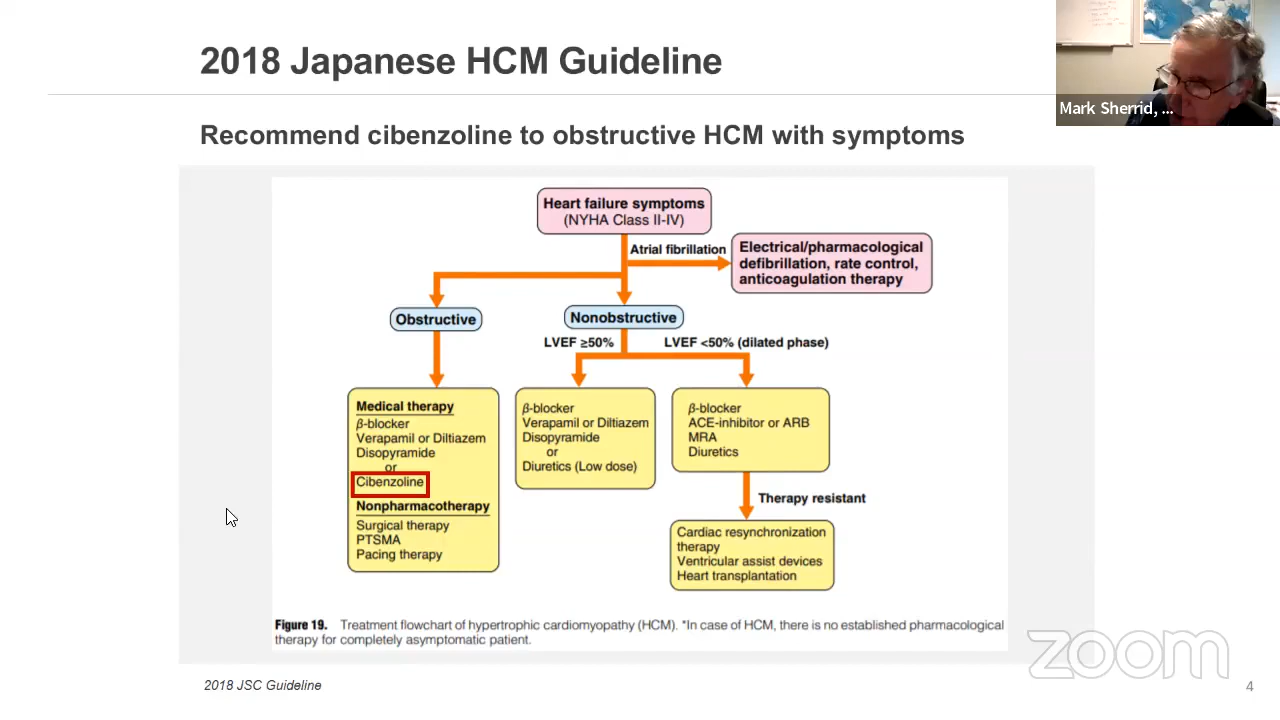 2018 Japanese HCM Guideline
Mark Sherrid, ...
Recommend cibenzoline to obstructive HCM with symptoms
Heart failure symptoms
(NYHA Class II-IV)
Atrial fibrillation
Electrical/pharmacological
defibrillation, rate control,
anticoagulation therapy
Obstructive
Nonobstructive
LVEF ≥50%
LVEF <50% (dilated phase)
Medical therapy
β-blocker
Verapamil or Diltiazem
Disopyramide
or
Cibenzoline
Nonpharmacotherapy
Surgical therapy
PTSMA
Pacing therapy
β-blocker
Verapamil or Diltiazem
Disopyramide
or
Diuretics (Low dose)
β-blocker
ACE-inhibitor or ARB
MRA
Diuretics
Therapy resistant
Cardiac resynchronization
therapy
Ventricular assist devices
Heart transplantation
Figure 19. Treatment flowchart of hypertrophic cardiomyopathy (HCM). *In case of HCM, there is no established pharmacological
therapy for completely asymptomatic patient.
zoom
2018 JSC Guideline
4